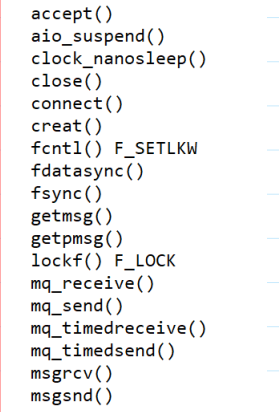 accept()
aio_suspend()
clock_nanosleep()
close()
connect()
creat()
fcntl() F_SETLKW
fdatasync()
fsync()
getmsg()
getpmsg()
lockf() F_LOCK
mq_receive()
mq_send()
mq_timedreceive()
mq_timedsend()
msgrcv()
msgsnd()